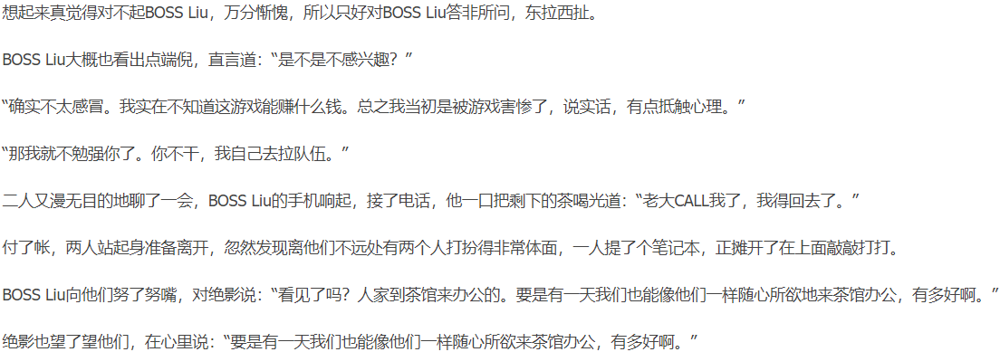 想起来真觉得对不起BOSS Liu，万分惭愧，所以只好对BOSS Liu答非所问，东拉西扯。
BOSS Liu大概也看出点端倪，直言道：“是不是不感兴趣？”
“确实不太感冒。我实在不知道这游戏能赚什么钱。总之我当初是被游戏害惨了，说实话，有点抵触心理。”
“那我就不勉强你了。你不干，我自己去拉队伍。”
二人又漫无目的地聊了一会，BOSS Liu的手机响起，接了电话，他一口把剩下的茶喝光道：“老大CALL我了，我得回去了。”
付了帐，两人站起身准备离开，忽然发现离他们不远处有两个人打扮得非常体面，一人提了个笔记本，正摊开了在上面敲敲打打。
BOSS Liu向他们努了努嘴，对绝影说：“看见了吗？人家到茶馆来办公的。要是有一天我们也能像他们一样随心所欲地来茶馆办公，有多好啊。”
绝影也望了望他们，在心里说：“要是有一天我们也能像他们一样随心所欲来茶馆办公，有多好啊。”